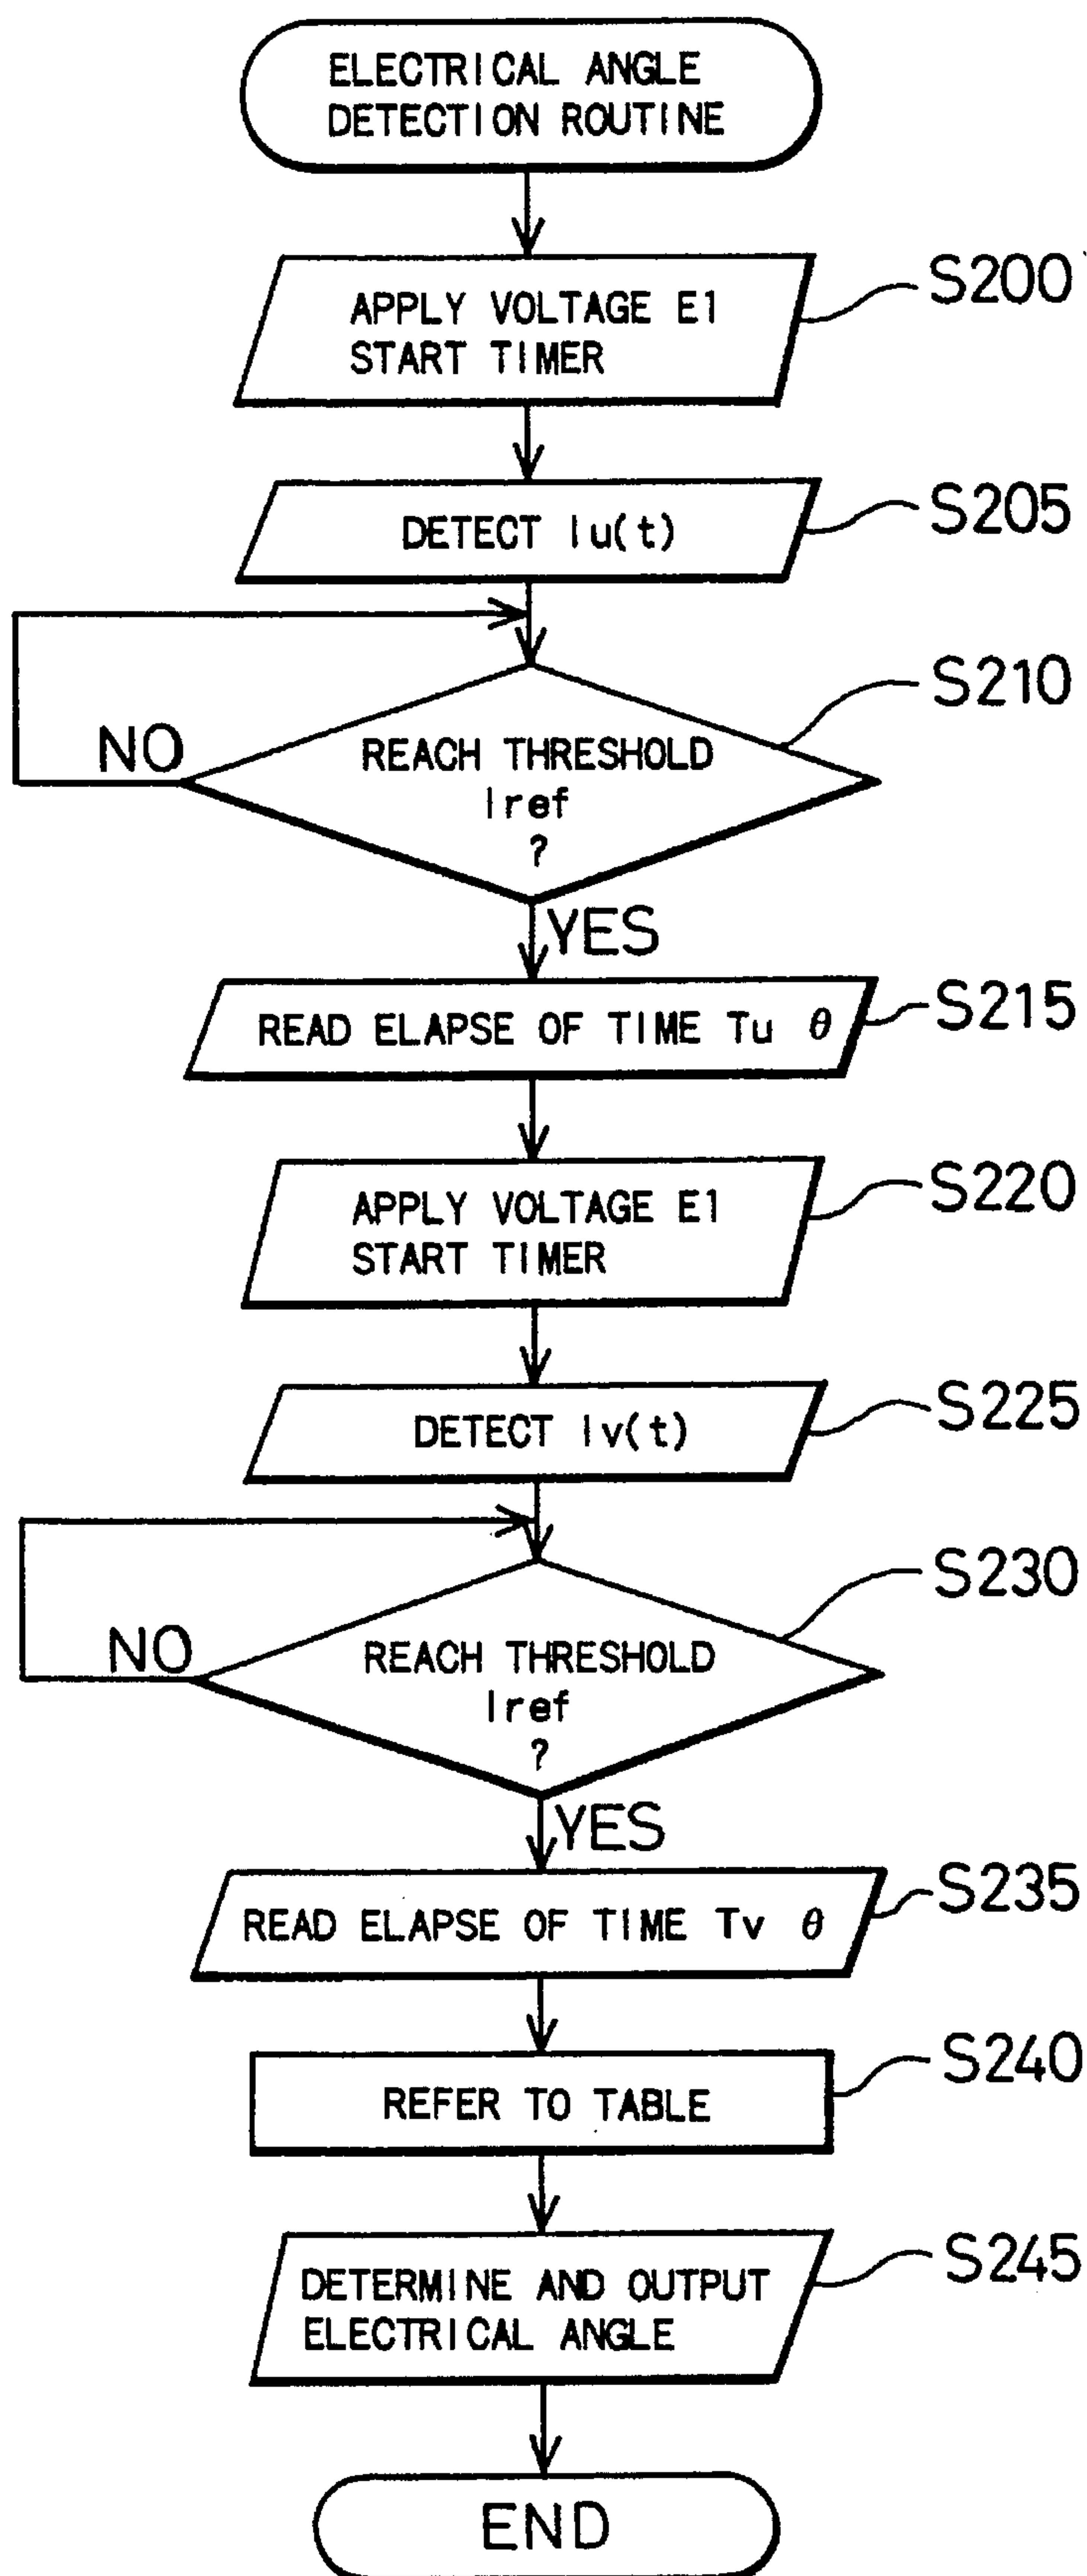 ELECTRICAL ANGLE
DETECTION ROUTINE
APPLY VOLTAGE E1
START TIMER
S200
DETECT Iu(t)
S205
S210
NO
REACH THRESHOLD
Iref
?
YES
READ ELAPSE OF TIME Tu θ
S215
APPLY VOLTAGE E1
START TIMER
S220
DETECT Iv(t)
S225
S230
NO
REACH THRESHOLD
Iref
?
YES
READ ELAPSE OF TIME Tv θ
S235
REFER TO TABLE
S240
DETERMINE AND OUTPUT
ELECTRICAL ANGLE
S245
END